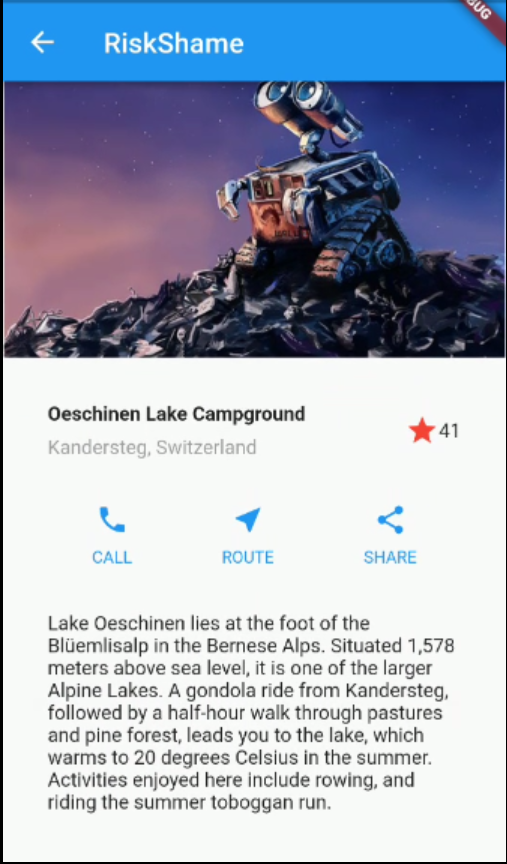 RiskShame
Oeschinen Lake Campground
Kandersteg, Switzerland
41
CALL
ROUTE
SHARE
Lake Oeschinen lies at the foot of the
Blüemlisalp in the Bernese Alps. Situated 1,578
meters above sea level, it is one of the larger
Alpine Lakes. A gondola ride from Kandersteg,
followed by a half-hour walk through pastures
and pine forest, leads you to the lake, which
warms to 20 degrees Celsius in the summer.
Activities enjoyed here include rowing, and
riding the summer toboggan run.